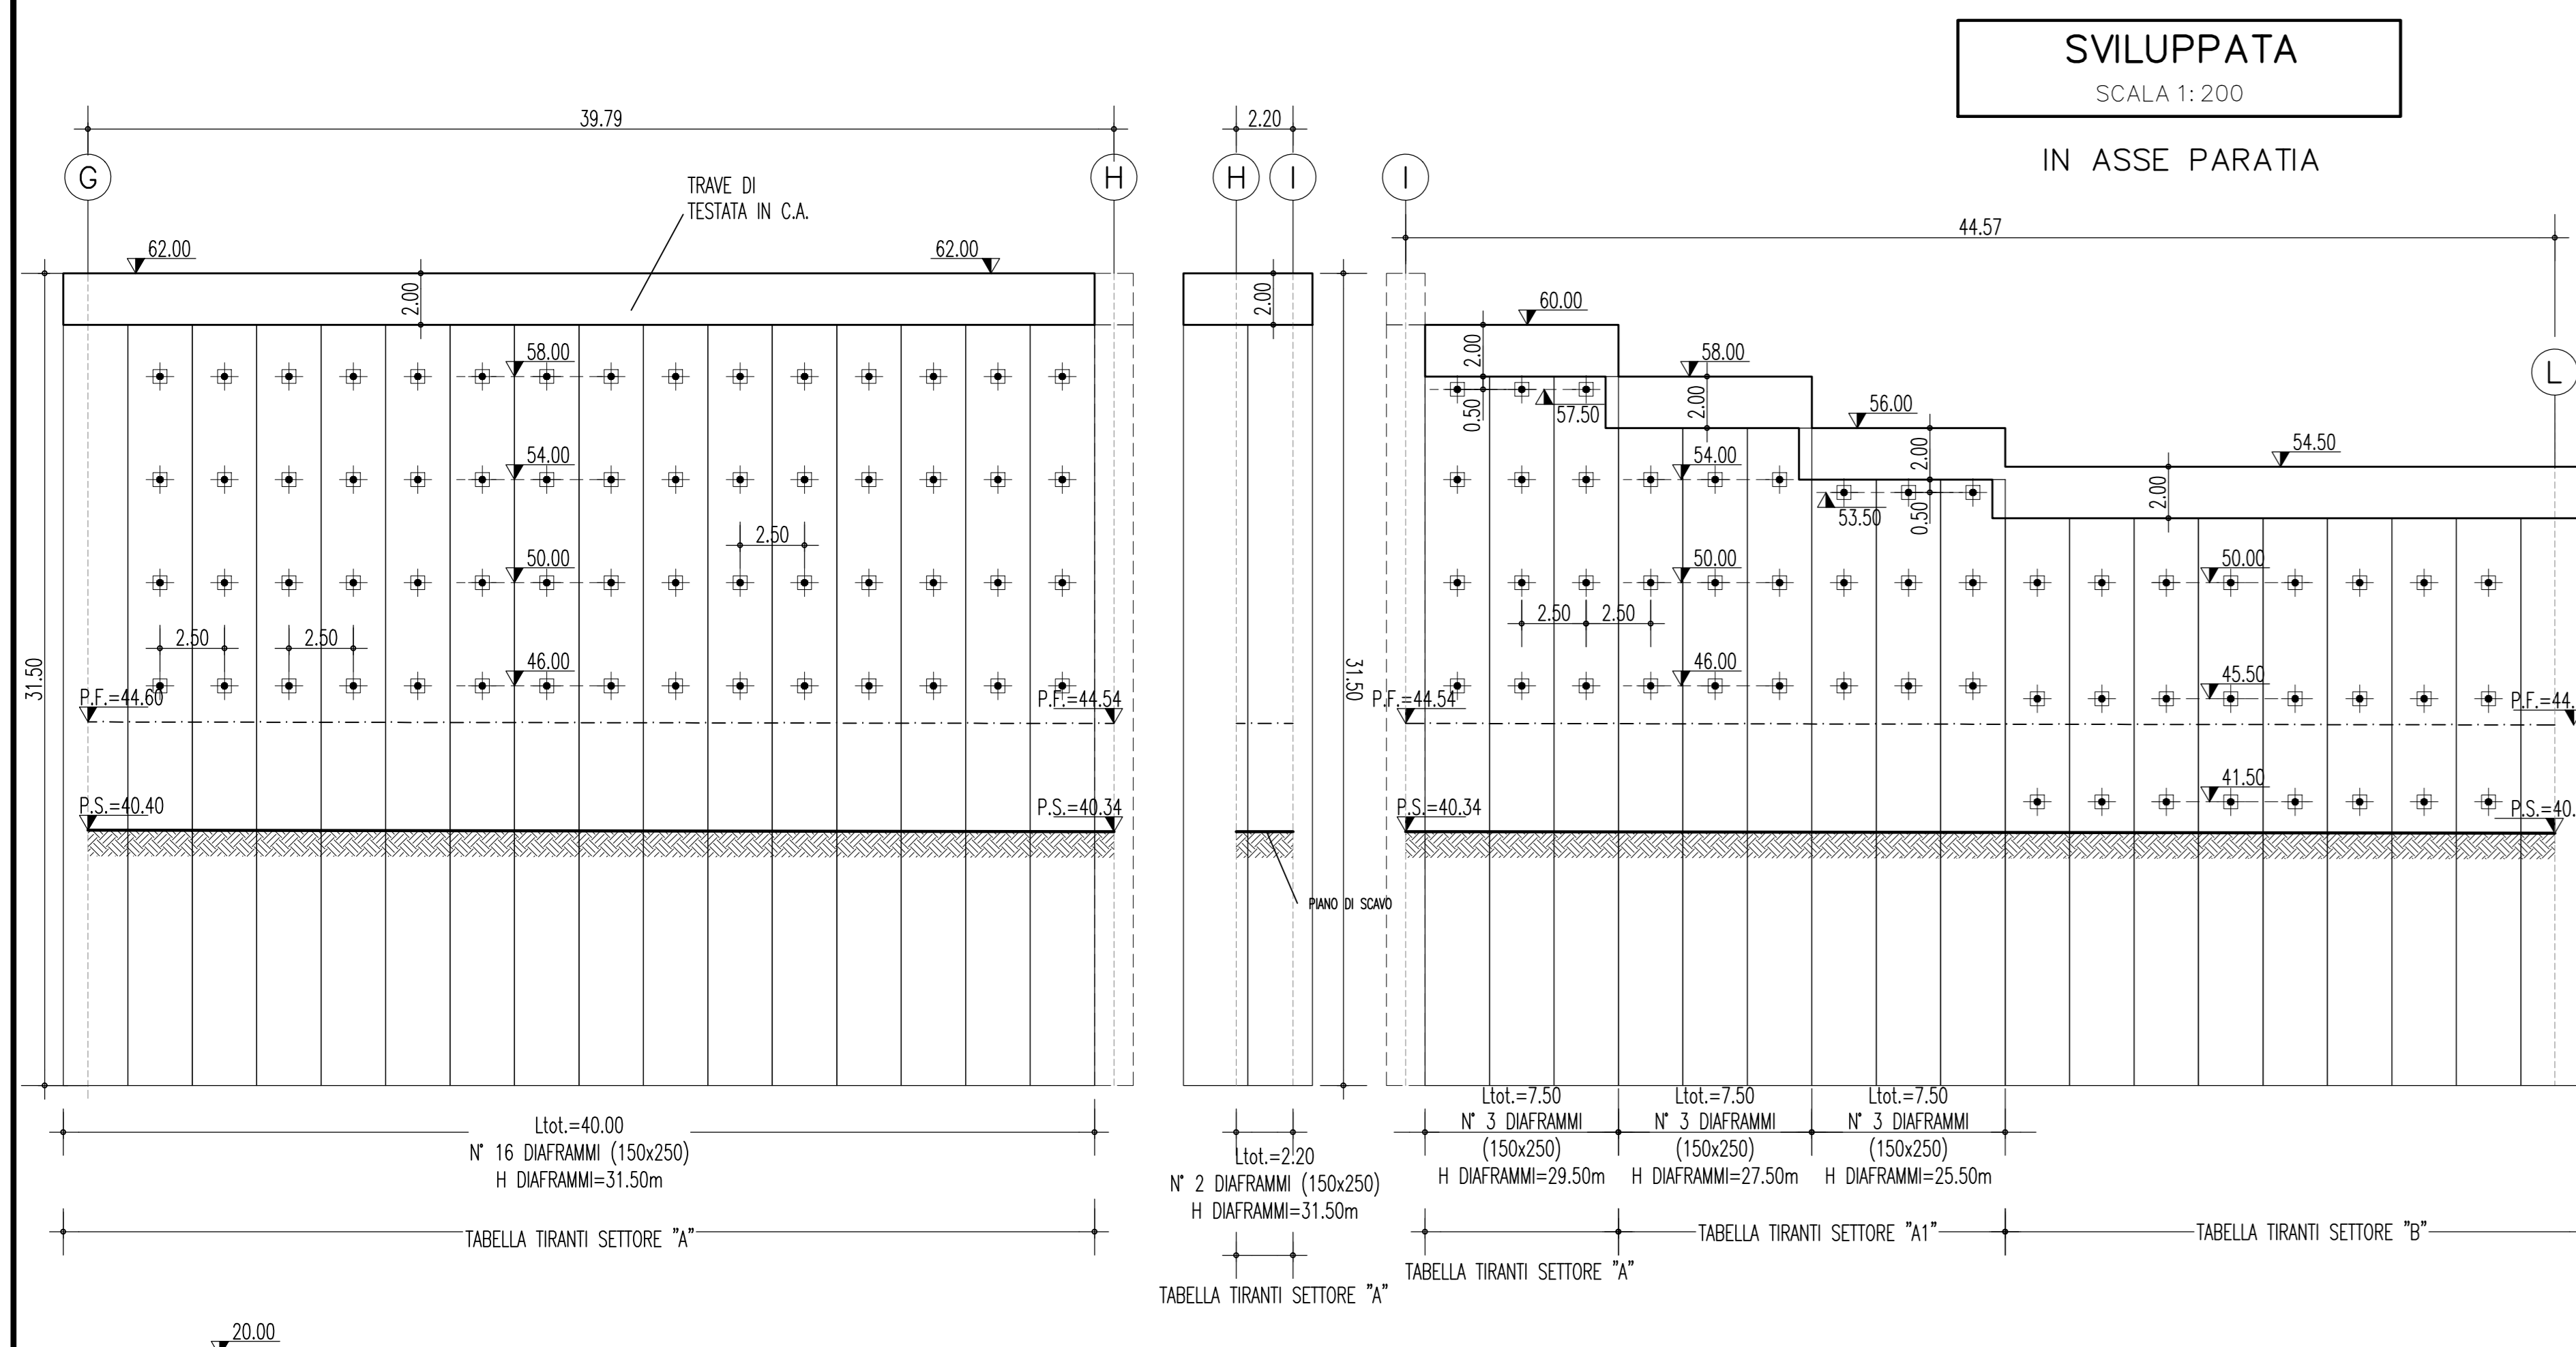 SVILUPPATA
SCALA 1:200
IN ASSE PARATIA
39.79
2.20
44.57
G
H
H
I
I
L
TRAVE DI
TESTATA IN C.A.
62.00
62.00
2.00
2.00
60.00
58.00
56.00
54.50
2.00
0.50
57.50
2.00
2.00
0.50
53.50
2.00
58.00
54.00
50.00
46.00
2.50
2.50
2.50
54.00
50.00
46.00
2.50
2.50
50.00
45.50
41.50
31.50
31.50
P.F.=44.60
P.F.=44.54
P.F.=44.54
P.F.=44.
P.S.=40.40
P.S.=40.34
P.S.=40.34
P.S.=40.
PIANO DI SCAVO
Ltot.=40.00
N° 16 DIAFRAMMI (150x250)
H DIAFRAMMI=31.50m
Ltot.=2.20
N° 2 DIAFRAMMI (150x250)
H DIAFRAMMI=31.50m
Ltot.=7.50
N° 3 DIAFRAMMI
(150x250)
H DIAFRAMMI=29.50m
Ltot.=7.50
N° 3 DIAFRAMMI
(150x250)
H DIAFRAMMI=27.50m
Ltot.=7.50
N° 3 DIAFRAMMI
(150x250)
H DIAFRAMMI=25.50m
TABELLA TIRANTI SETTORE "A"
TABELLA TIRANTI SETTORE "A"
TABELLA TIRANTI SETTORE "A"
TABELLA TIRANTI SETTORE "A1"
TABELLA TIRANTI SETTORE "B"
20.00